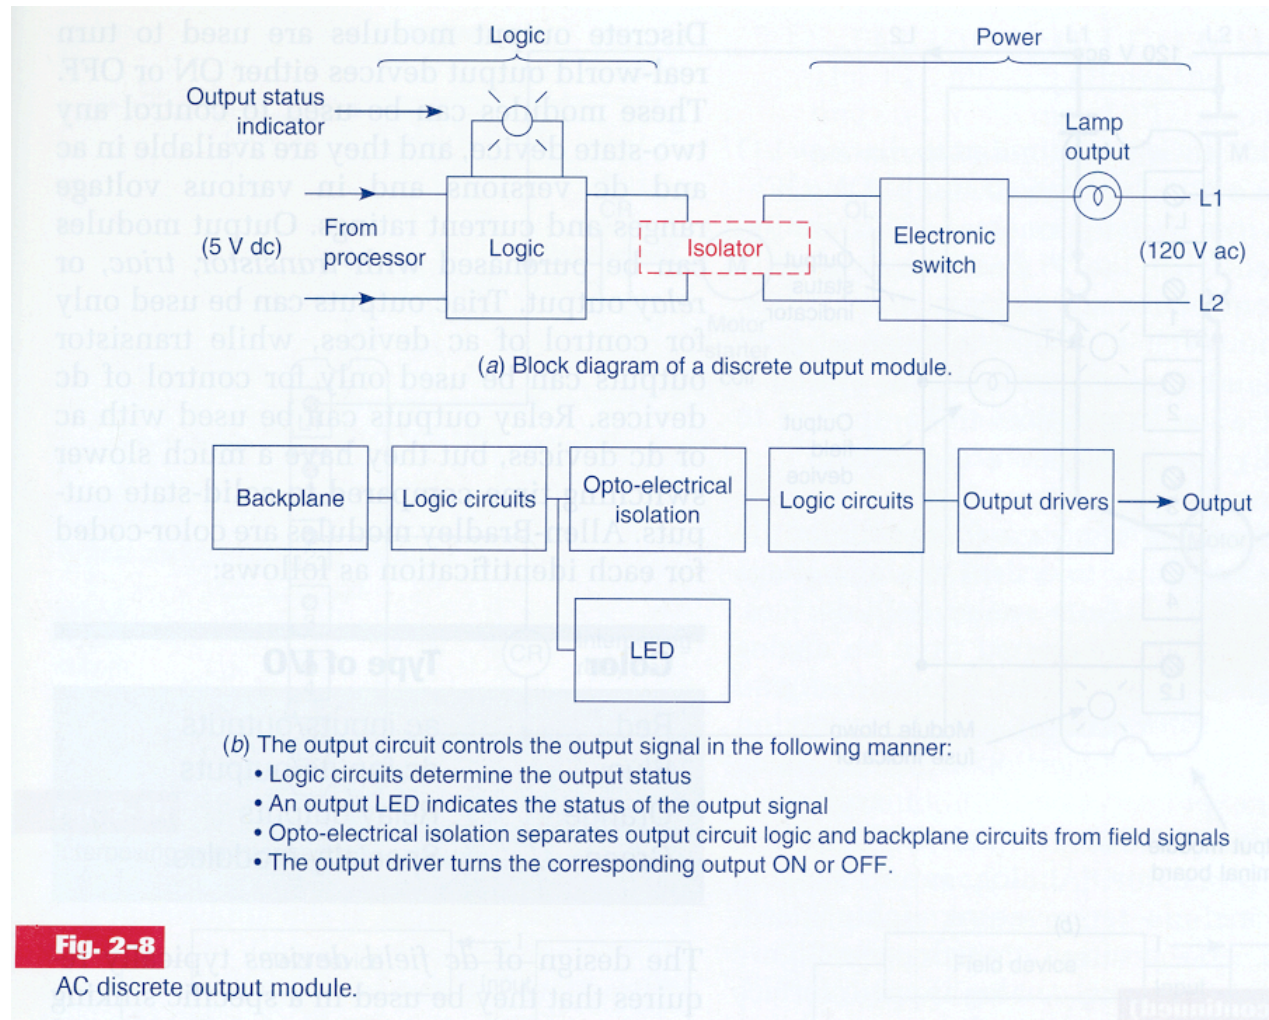 Logic
Power
Output status
indicator
Lamp
output
L1
From
processor
(5 V dc)
Logic
Isolator
Electronic
switch
(120 V ac)
L2
(a) Block diagram of a discrete output module.
Backplane
Logic circuits
Opto-electrical
isolation
Logic circuits
Output drivers
Output
LED
(b) The output circuit controls the output signal in the following manner:
• Logic circuits determine the output status
• An output LED indicates the status of the output signal
• Opto-electrical isolation separates output circuit logic and backplane circuits from field signals
• The output driver turns the corresponding output ON or OFF.
Fig. 2-8
AC discrete output module.